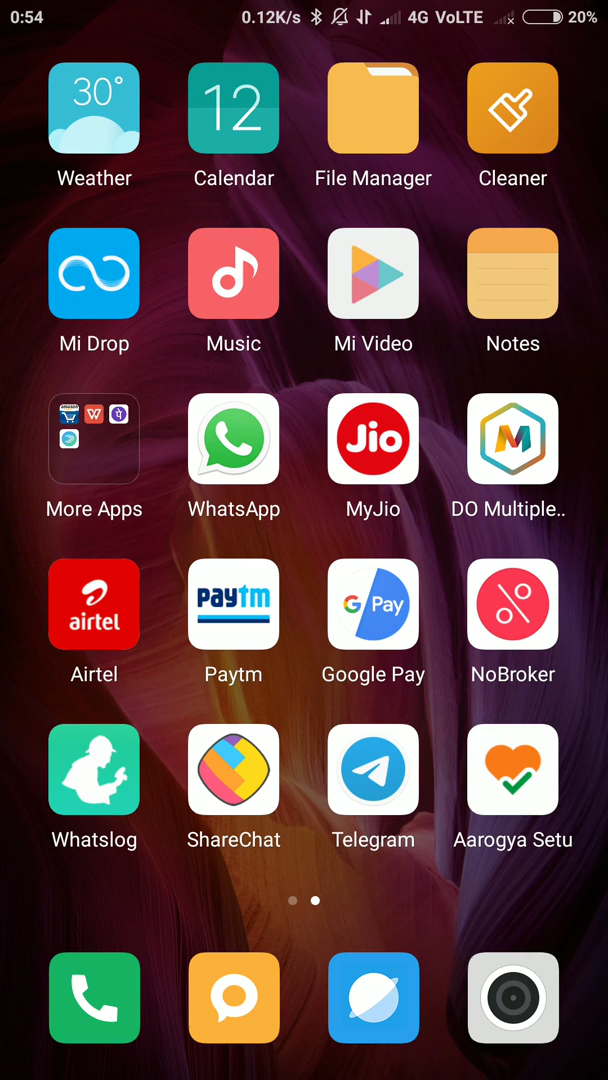 0:54 0.12K/s 4G VoLTE 20%
30°
12
Weather Calendar File Manager Cleaner
Mi Drop Music Mi Video Notes
amazon
W
पे
Jio
M
More Apps WhatsApp MyJio DO Multiple..
airtel
paytm
G Pay
Airtel Paytm Google Pay NoBroker
Whatslog ShareChat Telegram Aarogya Setu